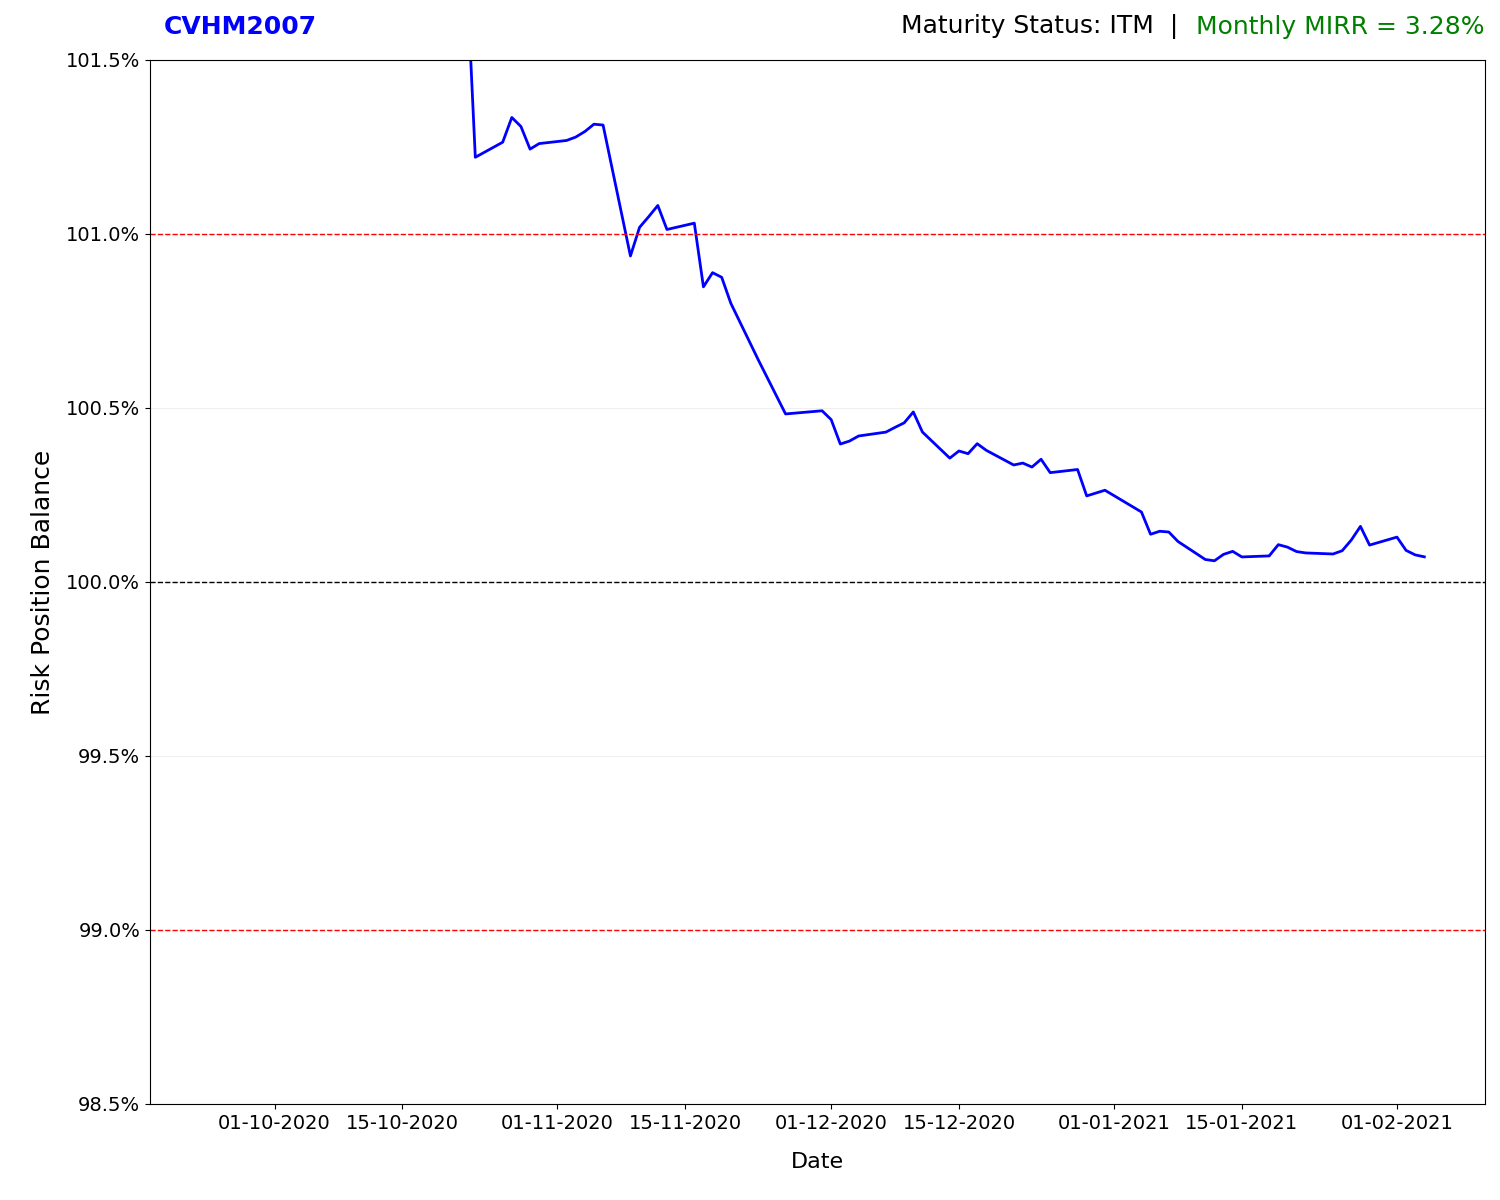 CVHM2007
Maturity Status: ITM | Monthly MIRR = 3.28%
101.5%
101.0%
100.5%
100.0%
99.5%
99.0%
98.5%
Risk Position Balance
01-10-2020 15-10-2020 01-11-2020 15-11-2020 01-12-2020 15-12-2020 01-01-2021 15-01-2021 01-02-2021
Date